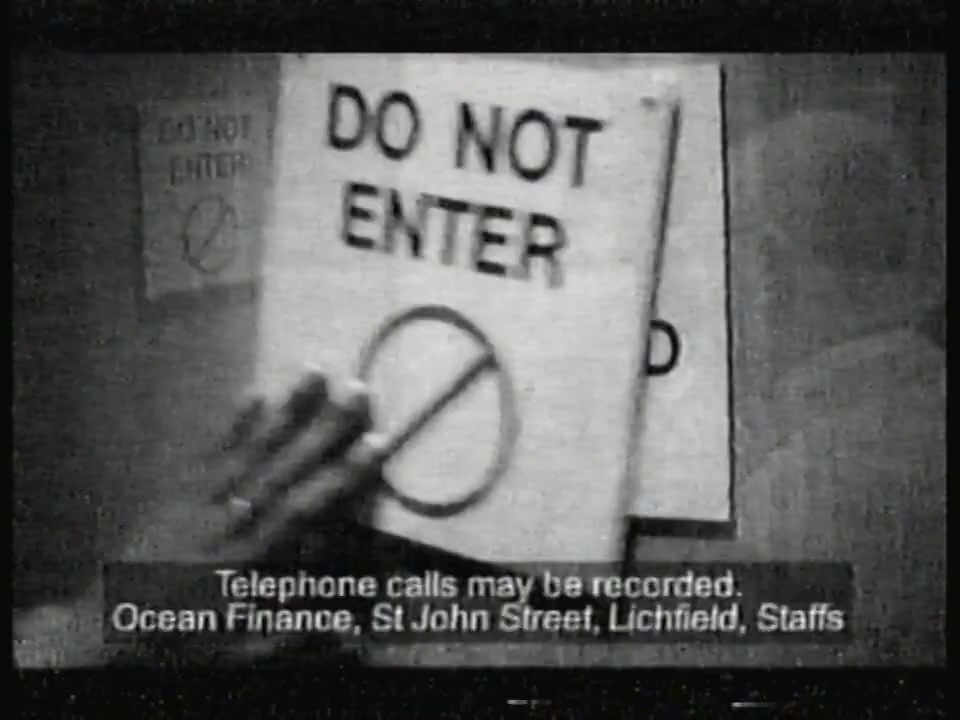 DO NOT
ENTER
DO NOT
ENTER
D
Telephone calls may be recorded.
Ocean Finance, St John Street, Lichfield, Staffs